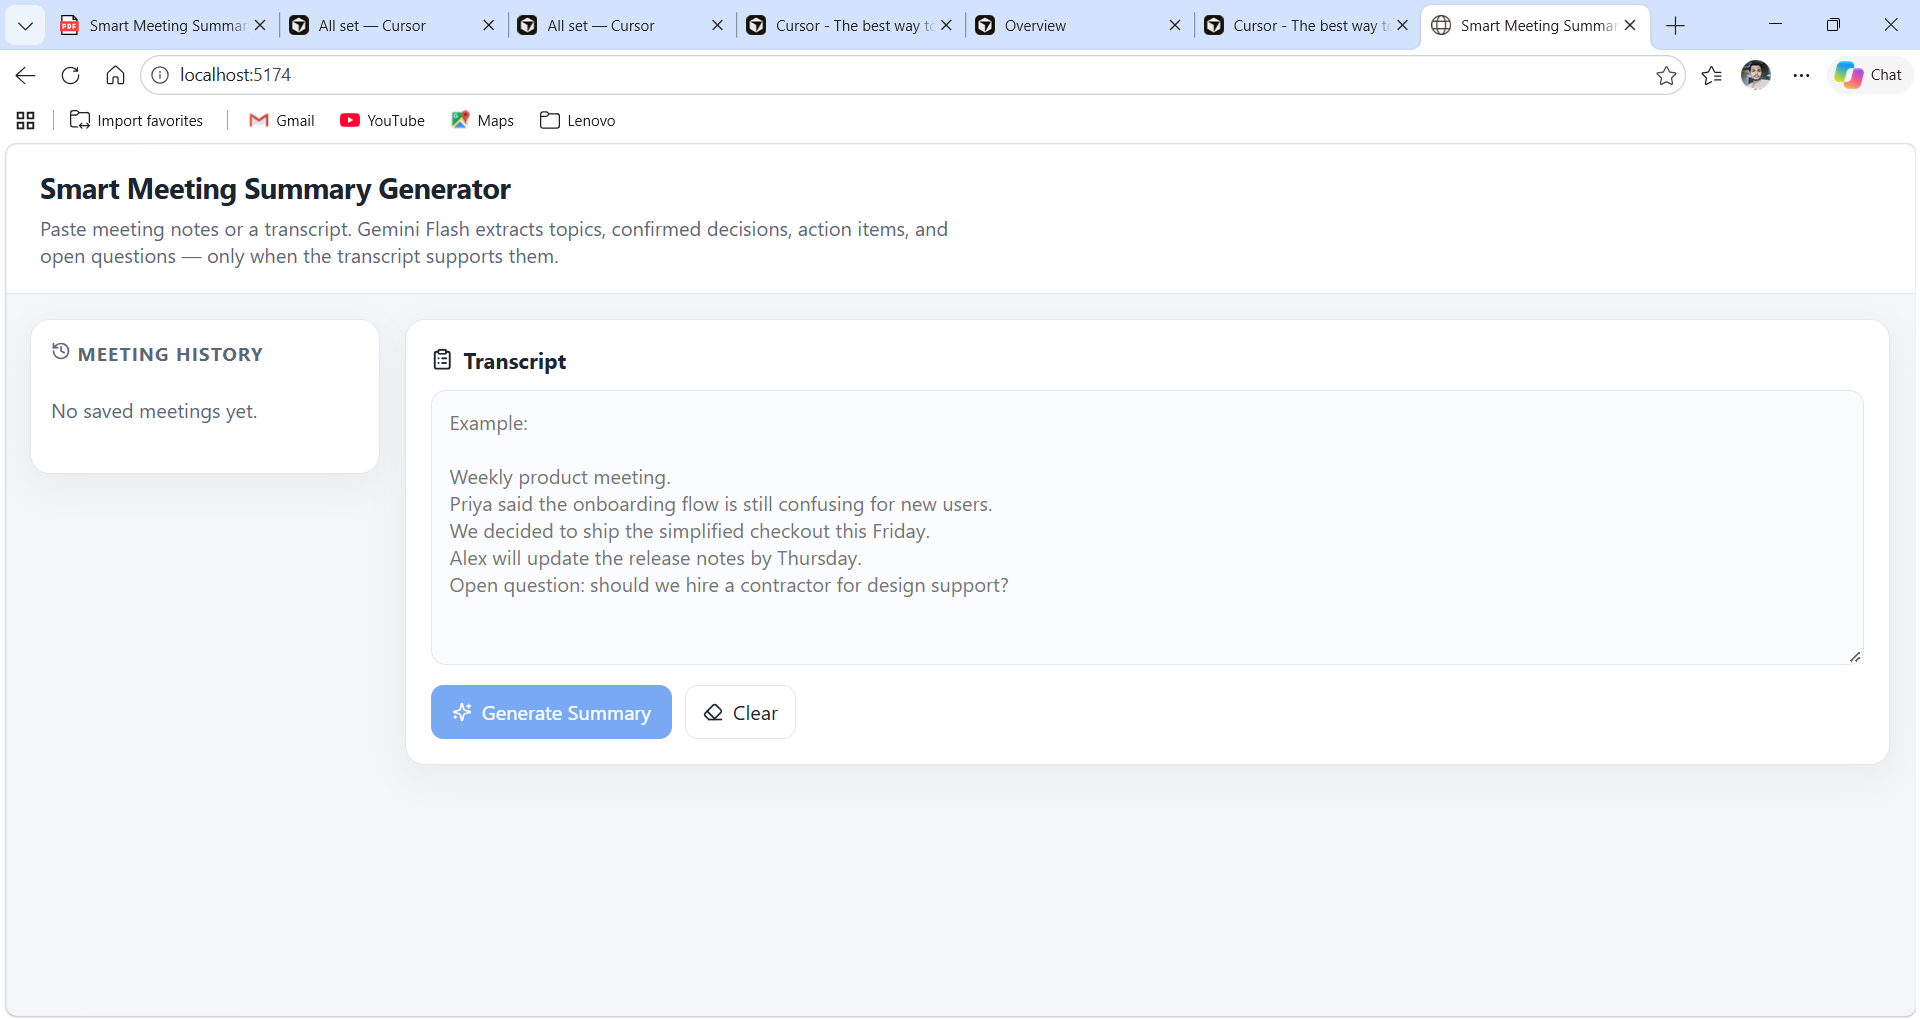 Smart Meeting Summar
All set — Cursor
All set — Cursor
Cursor - The best way to
Overview
Cursor - The best way to
Smart Meeting Summar
localhost:5174
Chat
Import favorites
Gmail
YouTube
Maps
Lenovo
Smart Meeting Summary Generator
Paste meeting notes or a transcript. Gemini Flash extracts topics, confirmed decisions, action items, and
open questions — only when the transcript supports them.
MEETING HISTORY
No saved meetings yet.
Transcript
Example:
Weekly product meeting.
Priya said the onboarding flow is still confusing for new users.
We decided to ship the simplified checkout this Friday.
Alex will update the release notes by Thursday.
Open question: should we hire a contractor for design support?
Generate Summary
Clear